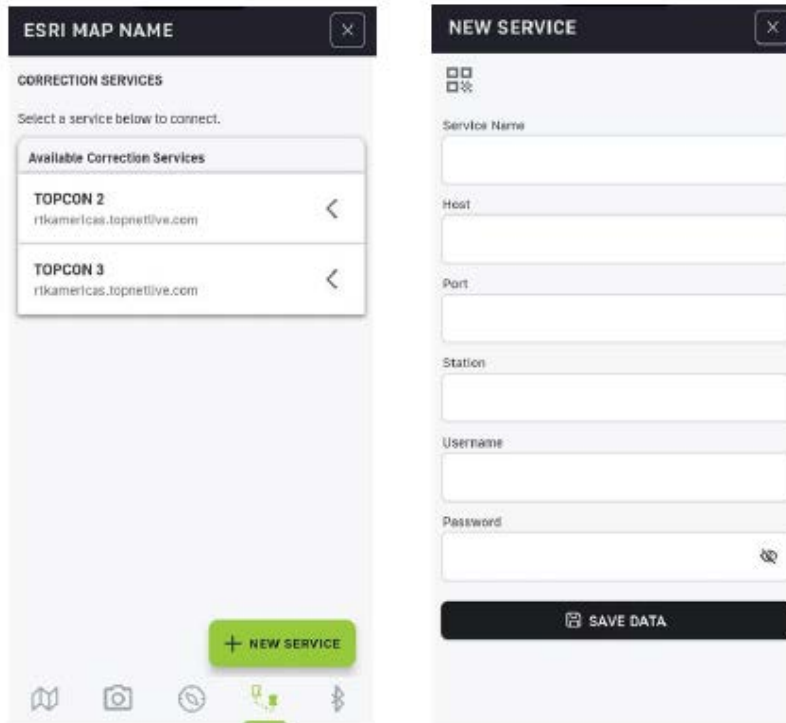 ESRI MAP NAME
CORRECTION SERVICES
Select a service below to connect.
Available Correction Services
TOPCON 2
rtkamericas.topnetlive.com
TOPCON 3
rtkamericas.topnetlive.com
+ NEW SERVICE
NEW SERVICE
Service Name
Host
Port
Station
Username
Password
SAVE DATA